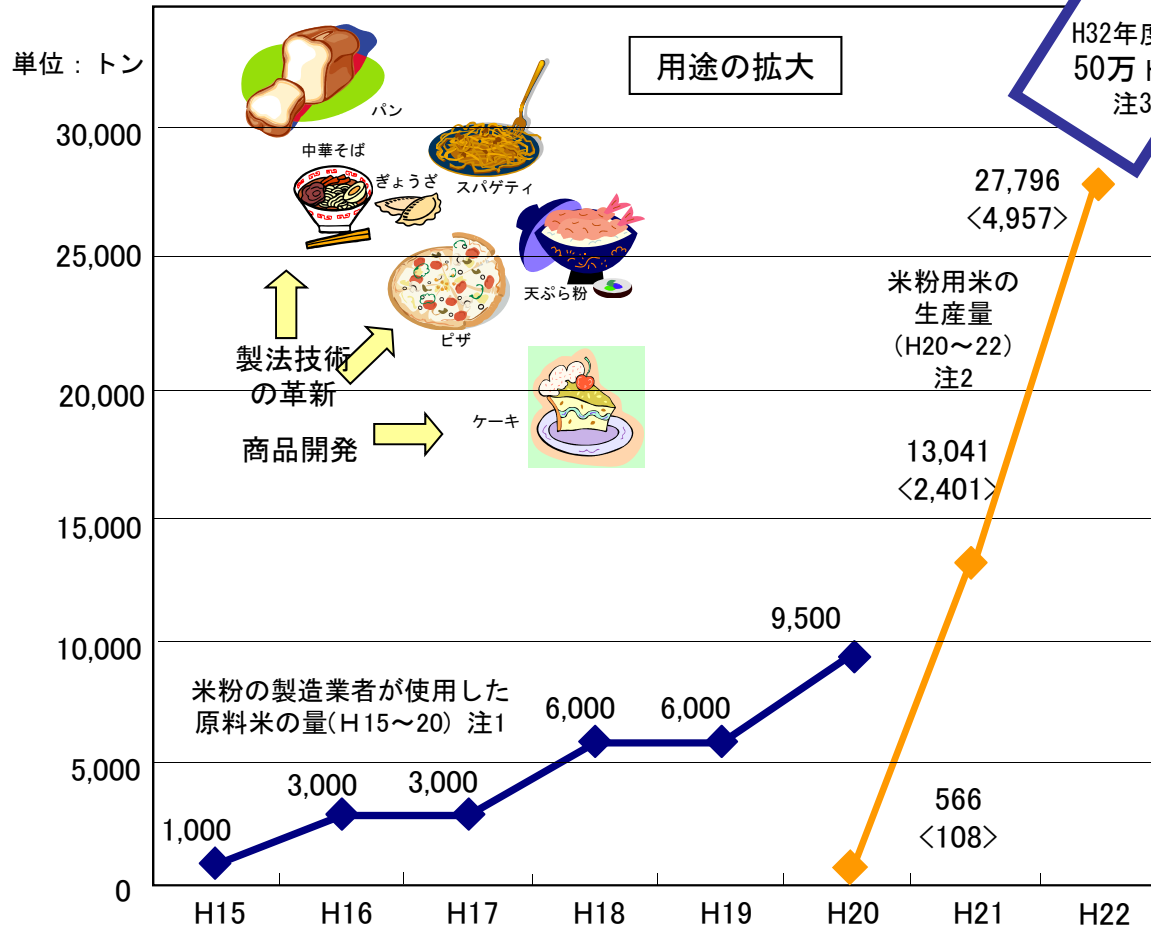 単位：トン
用途の拡大
H32年度
50万
注3
パン
中華そば
ぎょうざ
スパゲティ
天ぷら粉
ピザ
ケーキ
製法技術
の革新
商品開発
27,796
<4,957>
米粉用米の
生産量
(H20～22)
注2
13,041
<2,401>
566
<108>
米粉の製造業者が使用した
原料米の量(H15～20) 注1
1,000
3,000
3,000
6,000
6,000
9,500
30,000
25,000
20,000
15,000
10,000
5,000
0
H15
H16
H17
H18
H19
H20
H21
H22